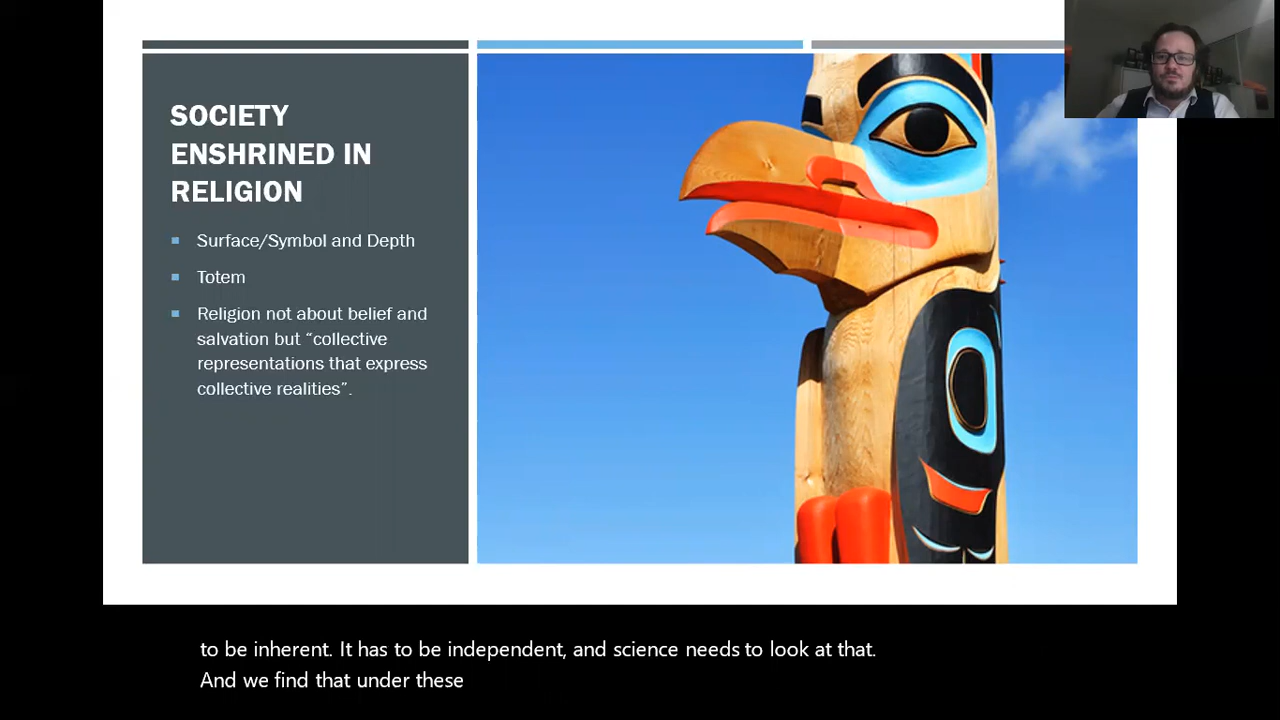 SOCIETY
ENSHRINED IN
RELIGION
▪ Surface/Symbol and Depth
▪ Totem
▪ Religion not about belief and
salvation but “collective
representations that express
collective realities”.
to be inherent. It has to be independent, and science needs to look at that.
And we find that under these